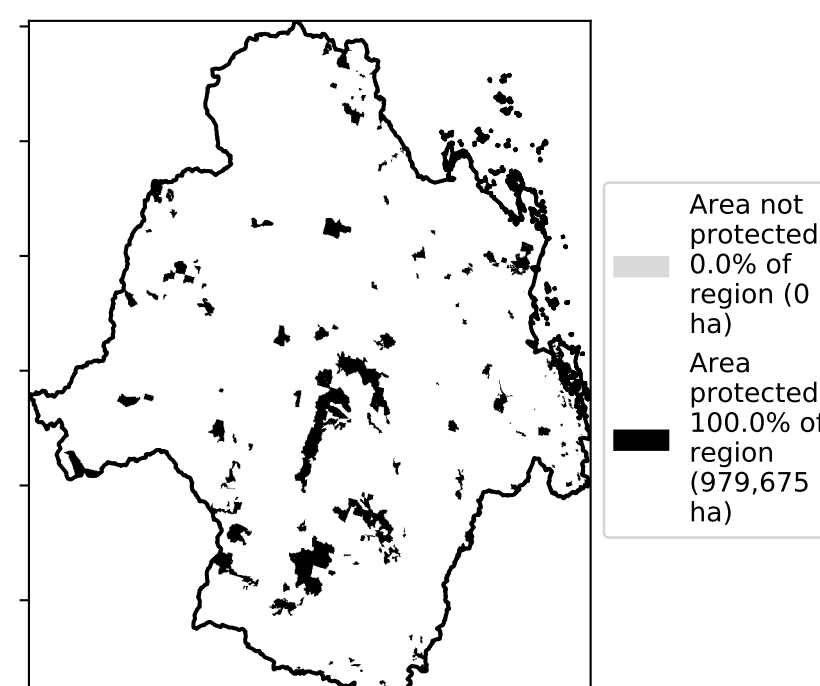 Area not
protected
0.0% of
region (0
ha)
Area
protected
100.0% of
region
(979,675
ha)